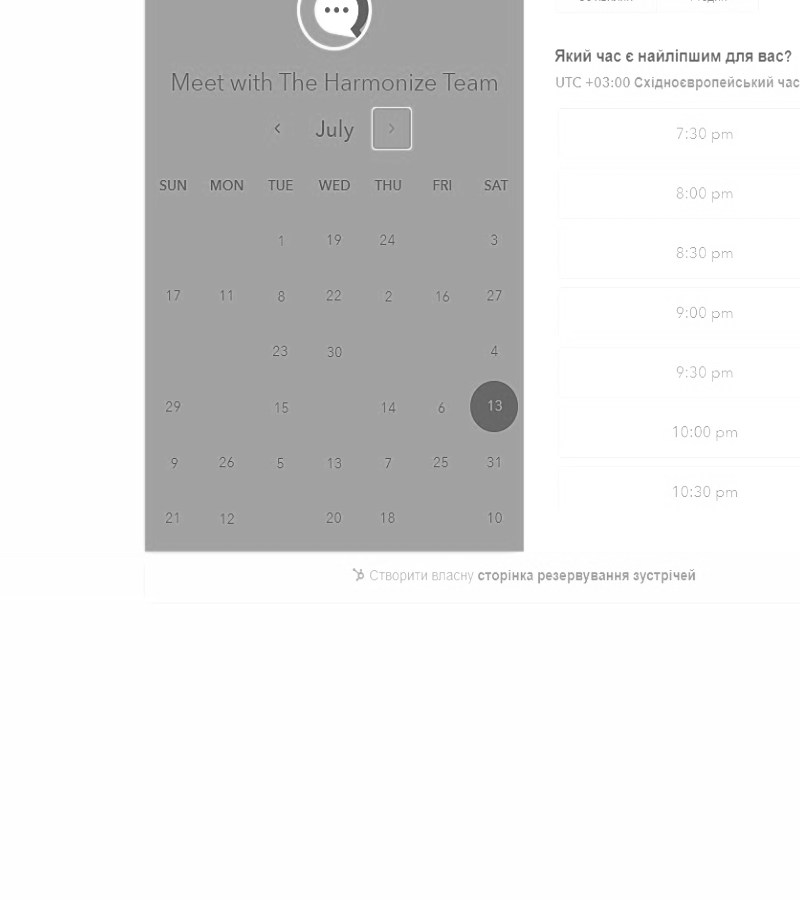 Meet with The Harmonize Team
July
SUN MON TUE WED THU FRI SAT
1 19 24 3
17 11 8 22 2 16 27
23 30 4
29 15 14 6 13
9 26 5 13 7 25 31
21 12 20 18 10
Який час є найліпшим для вас?
UTC +03:00 Східноєвропейський час
7:30 pm
8:00 pm
8:30 pm
9:00 pm
9:30 pm
10:00 pm
10:30 pm
Створити власну сторінка резервування зустрічей